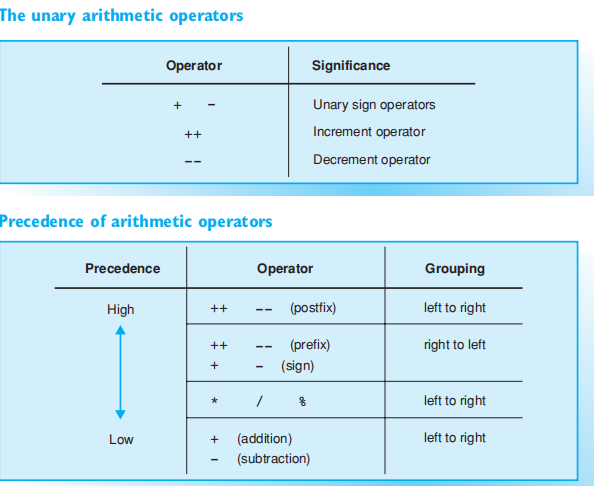 The unary arithmetic operators
Operator Significance
+ - Unary sign operators
++ Increment operator
-- Decrement operator
Precedence of arithmetic operators
Precedence Operator Grouping
High ++ -- (postfix) left to right
++ -- (prefix) right to left
+ - (sign)
* / % left to right
Low + (addition) left to right
- (subtraction)